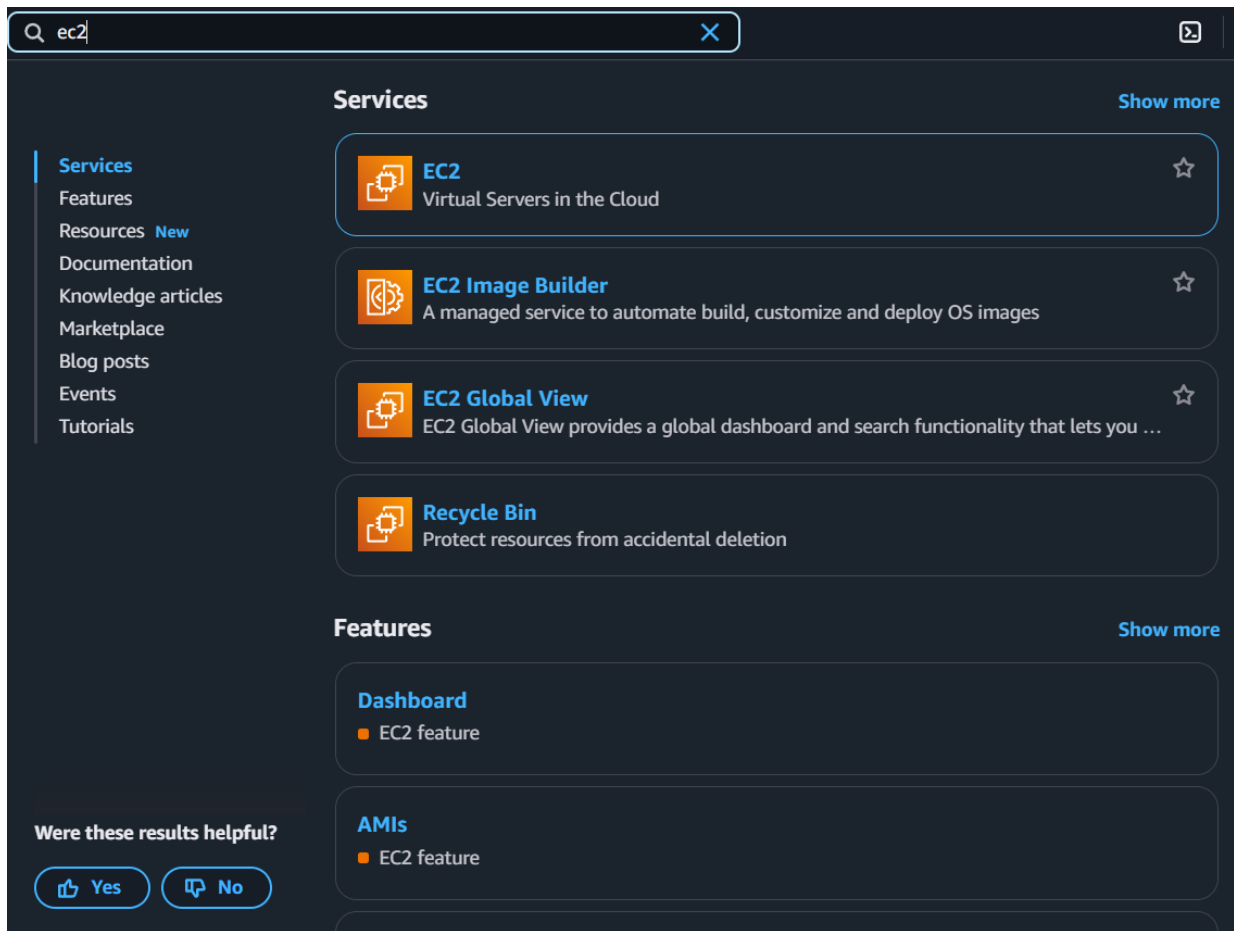 ec2
Services
Features
Resources New
Documentation
Knowledge articles
Marketplace
Blog posts
Events
Tutorials
Were these results helpful?
Yes
No
Services
Show more
EC2
Virtual Servers in the Cloud
EC2 Image Builder
A managed service to automate build, customize and deploy OS images
EC2 Global View
EC2 Global View provides a global dashboard and search functionality that lets you ...
Recycle Bin
Protect resources from accidental deletion
Features
Show more
Dashboard
EC2 feature
AMIs
EC2 feature